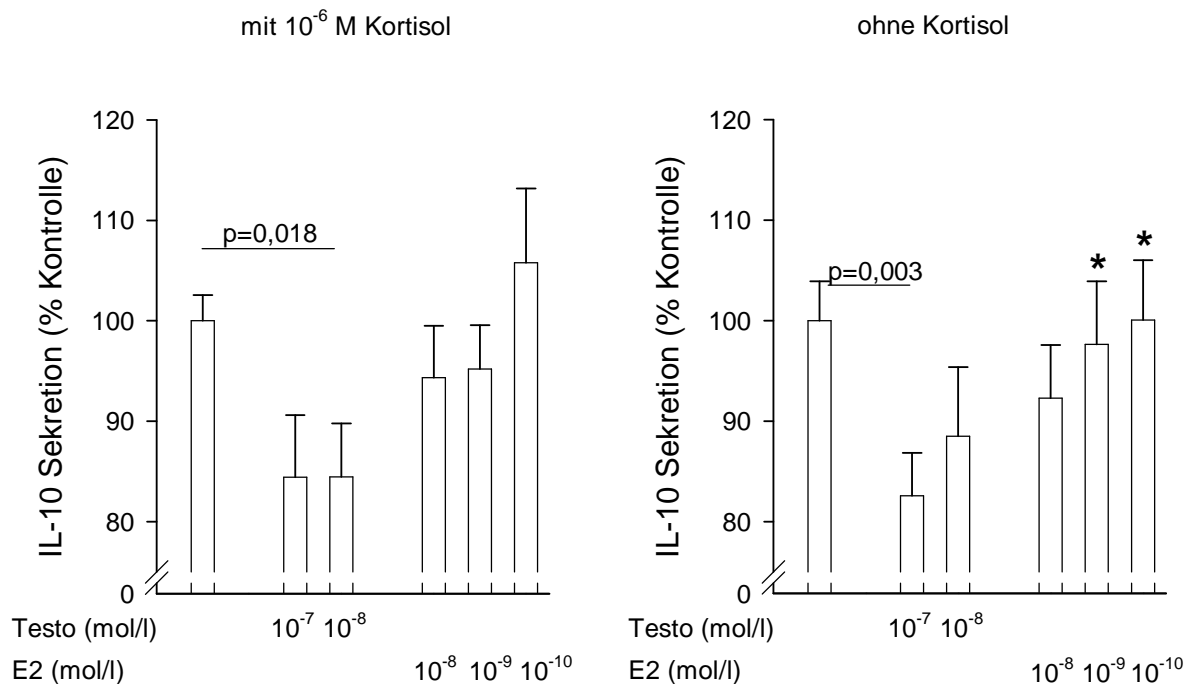 mit 10⁻⁶ M Kortisol
IL-10 Sekretion (% Kontrolle)
120
110
100
90
80
0
p=0,018
Testo (mol/l) 10⁻⁷ 10⁻⁸
E2 (mol/l) 10⁻⁸ 10⁻⁹ 10⁻¹⁰
ohne Kortisol
IL-10 Sekretion (% Kontrolle)
120
110
100
90
80
0
p=0,003
* *
Testo (mol/l) 10⁻⁷ 10⁻⁸
E2 (mol/l) 10⁻⁸ 10⁻⁹ 10⁻¹⁰